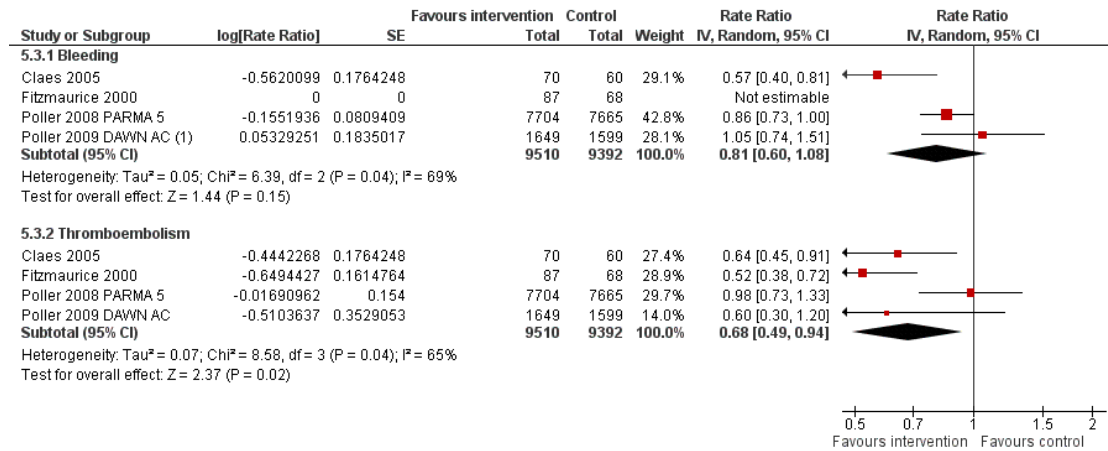 Favours intervention Control Rate Ratio Rate Ratio
Study or Subgroup log[Rate Ratio] SE Total Total Weight IV, Random, 95% CI IV, Random, 95% CI
5.3.1 Bleeding
Claes 2005 -0.5620099 0.1764248 70 60 29.1% 0.57 [0.40, 0.81]
Fitzmaurice 2000 0 0 87 68 Not estimable
Poller 2008 PARMA 5 -0.1551936 0.0809409 7704 7665 42.8% 0.86 [0.73, 1.00]
Poller 2009 DAWN AC (1) 0.05329251 0.1835017 1649 1599 28.1% 1.05 [0.74, 1.51]
Subtotal (95% CI) 9510 9392 100.0% 0.81 [0.60, 1.08]
Heterogeneity: Tau² = 0.05; Chi² = 6.39, df = 2 (P = 0.04); I² = 69%
Test for overall effect: Z = 1.44 (P = 0.15)
5.3.2 Thromboembolism
Claes 2005 -0.4442268 0.1764248 70 60 27.4% 0.64 [0.45, 0.91]
Fitzmaurice 2000 -0.6494427 0.1614764 87 68 28.9% 0.52 [0.38, 0.72]
Poller 2008 PARMA 5 -0.01690962 0.154 7704 7665 29.7% 0.98 [0.73, 1.33]
Poller 2009 DAWN AC -0.5103637 0.3529053 1649 1599 14.0% 0.60 [0.30, 1.20]
Subtotal (95% CI) 9510 9392 100.0% 0.68 [0.49, 0.94]
Heterogeneity: Tau² = 0.07; Chi² = 8.58, df = 3 (P = 0.04); I² = 65%
Test for overall effect: Z = 2.37 (P = 0.02)
0.5 0.7 1 1.5 2
Favours intervention Favours control